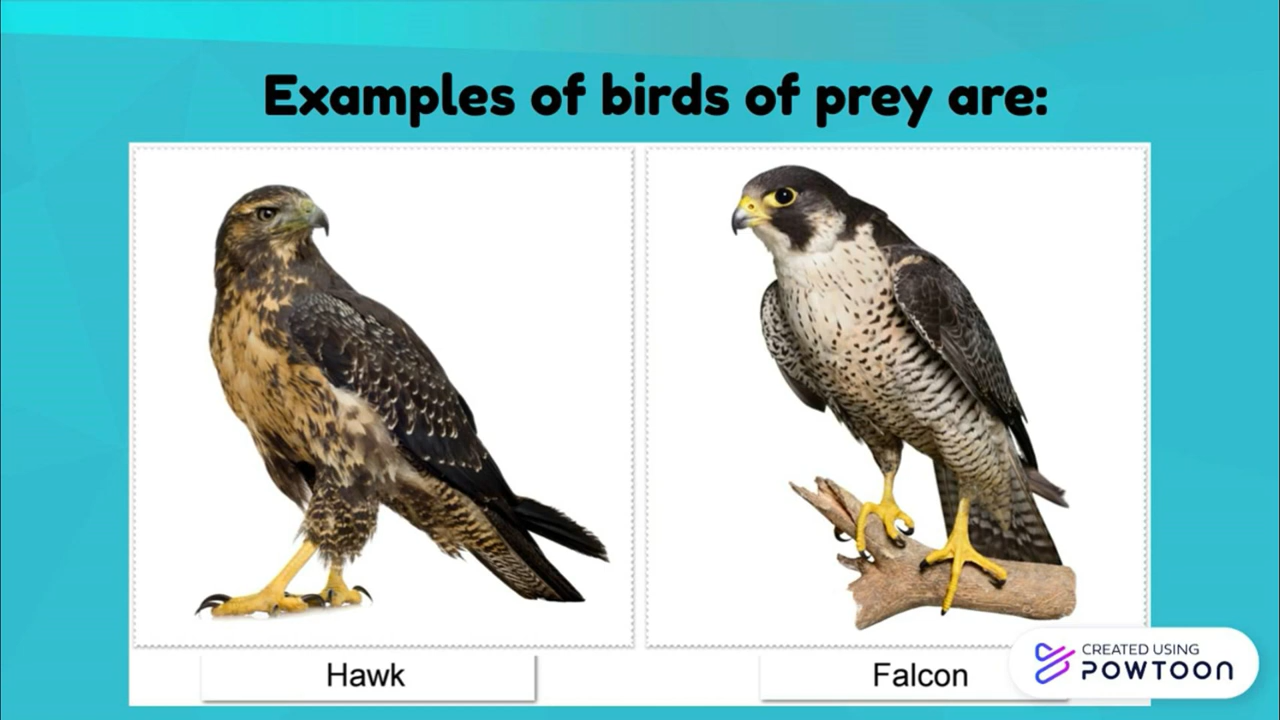 Examples of birds of prey are:
Hawk
Falcon
CREATED USING
POWTOON